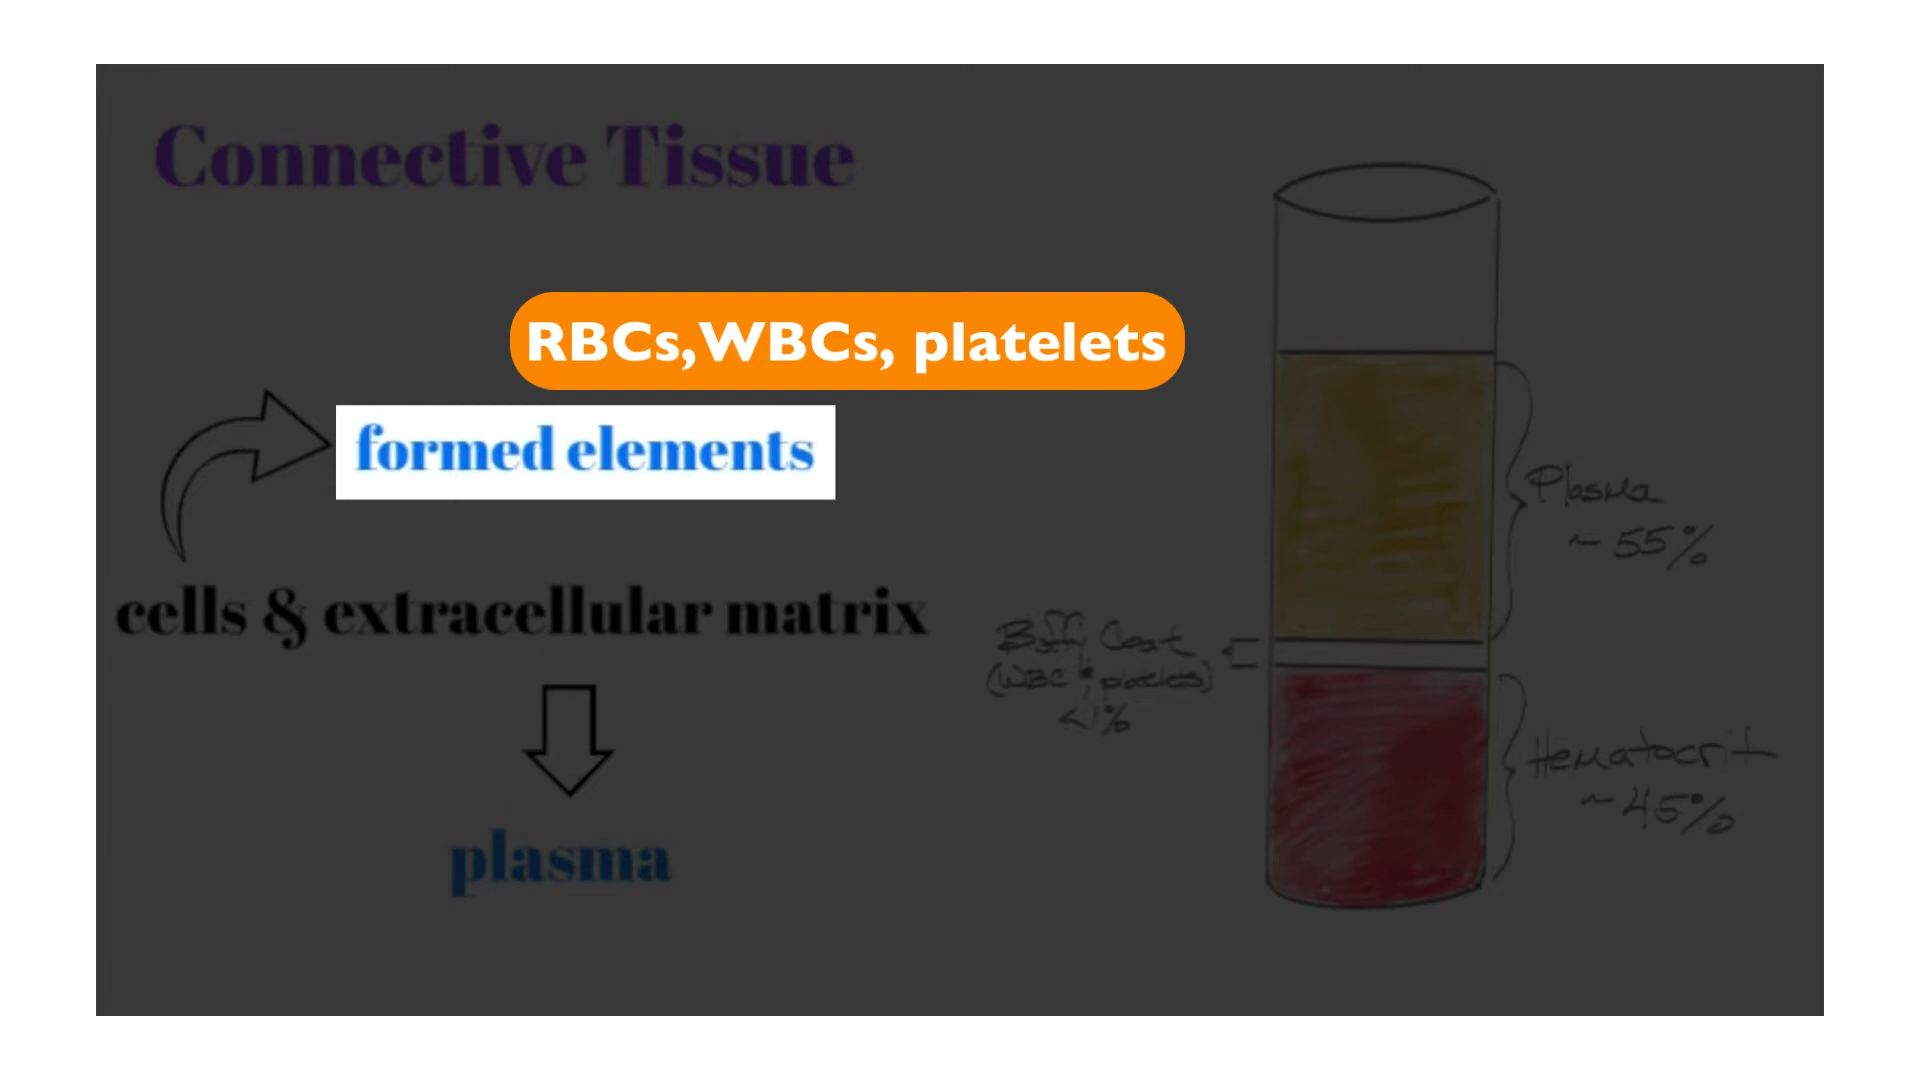 Connective Tissue
RBCs, WBCs, platelets
formed elements
cells & extracellular matrix
plasma
Plasma
~ 55%
Buffy Coat
(WBC & platelets)
<1%
Hematocrit
~45%